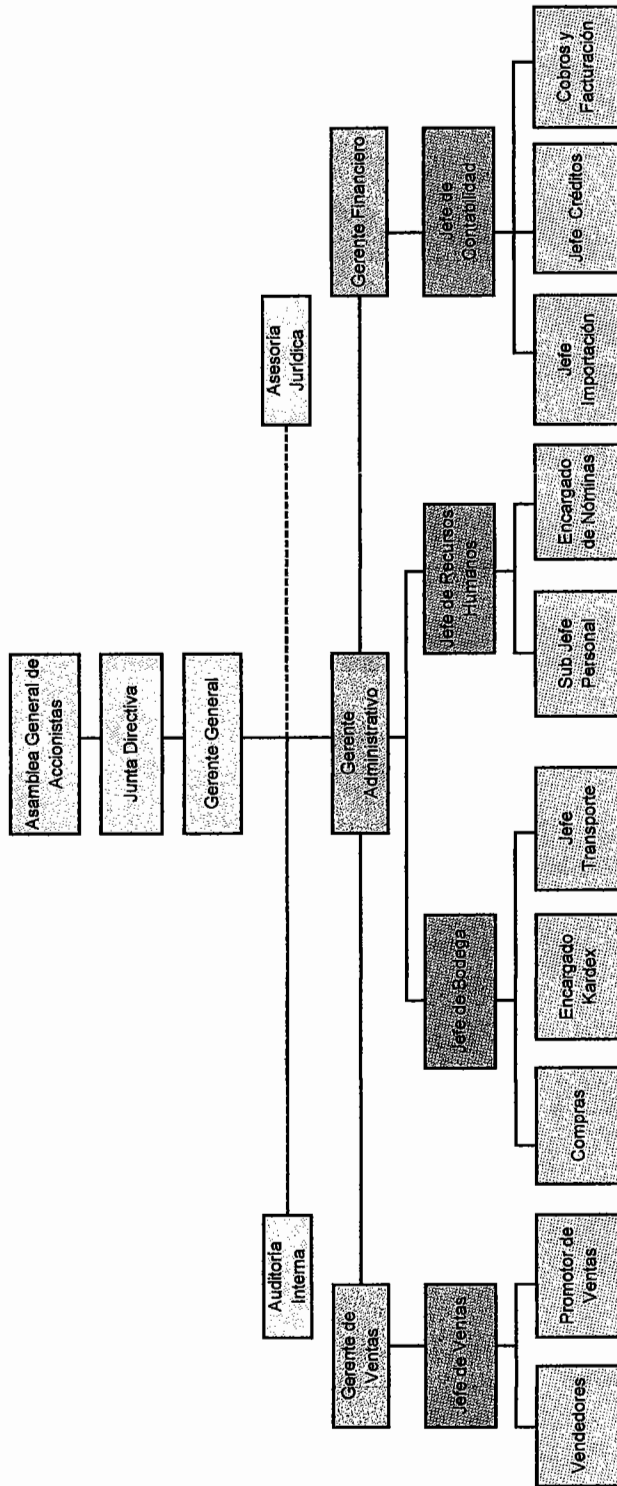 Asamblea General de
Accionistas
Junta Directiva
Gerente General
Auditoría
Interna
Asesoría
Jurídica
Gerente de
Ventas
Gerente
Administrativo
Gerente Financiero
Jefe de Ventas
Jefe de Bodega
Jefe de Recursos
Humanos
Jefe de
Contabilidad
Vendedores
Promotor de
Ventas
Compras
Encargado
Kardex
Jefe
Transporte
Sub Jefe
Personal
Encargado
de Nóminas
Jefe
Importación
Jefe Créditos
Cobros y
Facturación